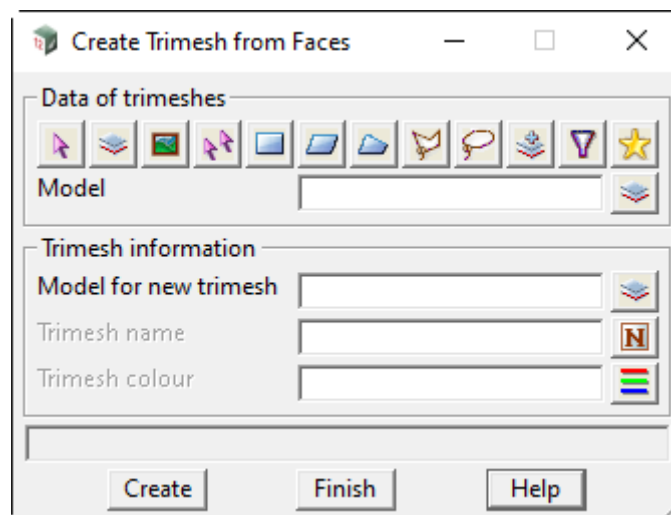 Create Trimesh from Faces
Data of trimeshes
Model
Trimesh information
Model for new trimesh
Trimesh name
N
Trimesh colour
Create Finish Help